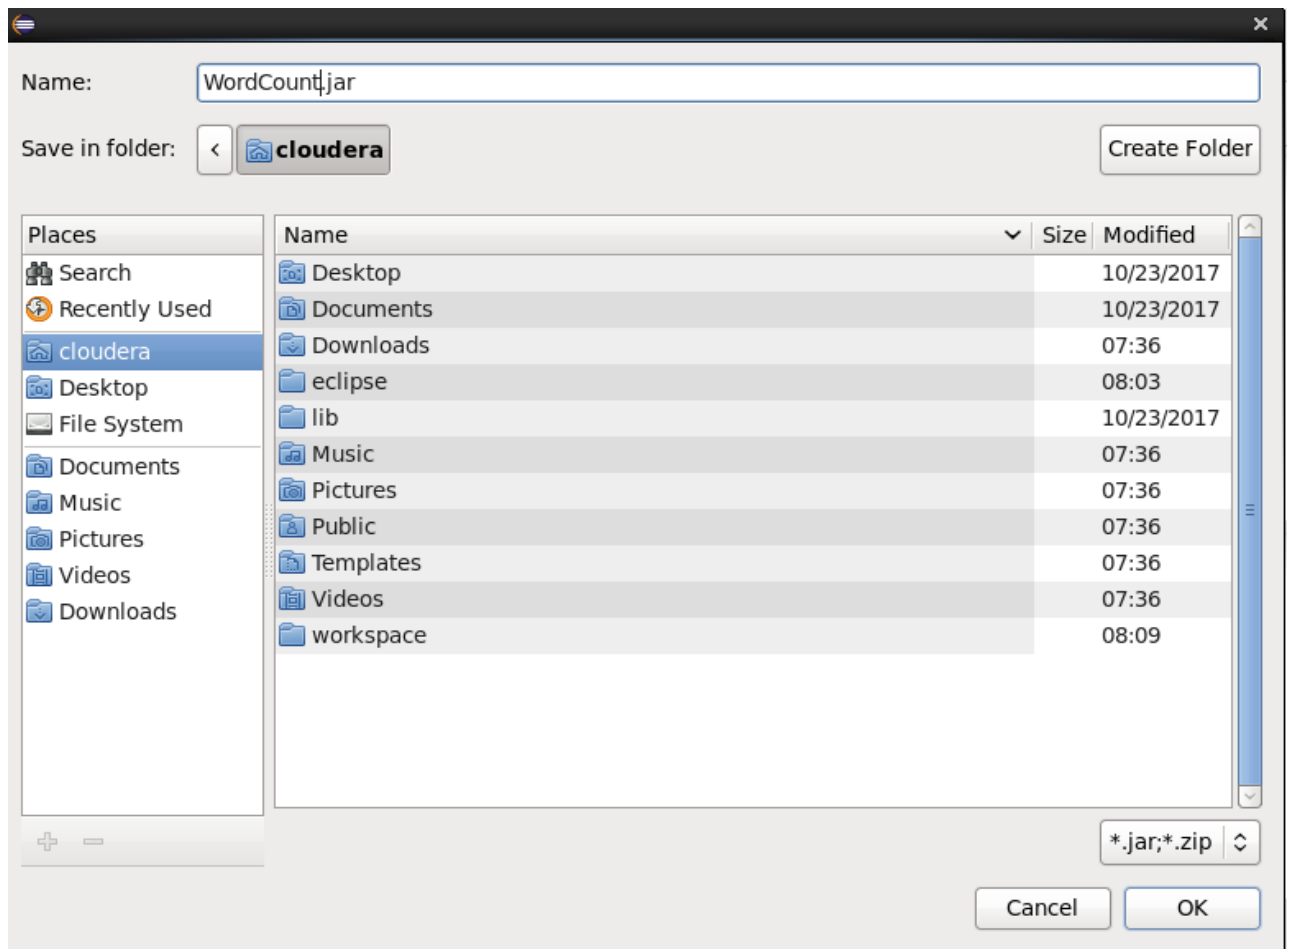 Name: WordCount.jar
Save in folder: < cloudera Create Folder
Places
Search
Recently Used
cloudera
Desktop
File System
Documents
Music
Pictures
Videos
Downloads
Name Size Modified
Desktop 10/23/2017
Documents 10/23/2017
Downloads 07:36
eclipse 08:03
lib 10/23/2017
Music 07:36
Pictures 07:36
Public 07:36
Templates 07:36
Videos 07:36
workspace 08:09
*.jar;*.zip
Cancel OK